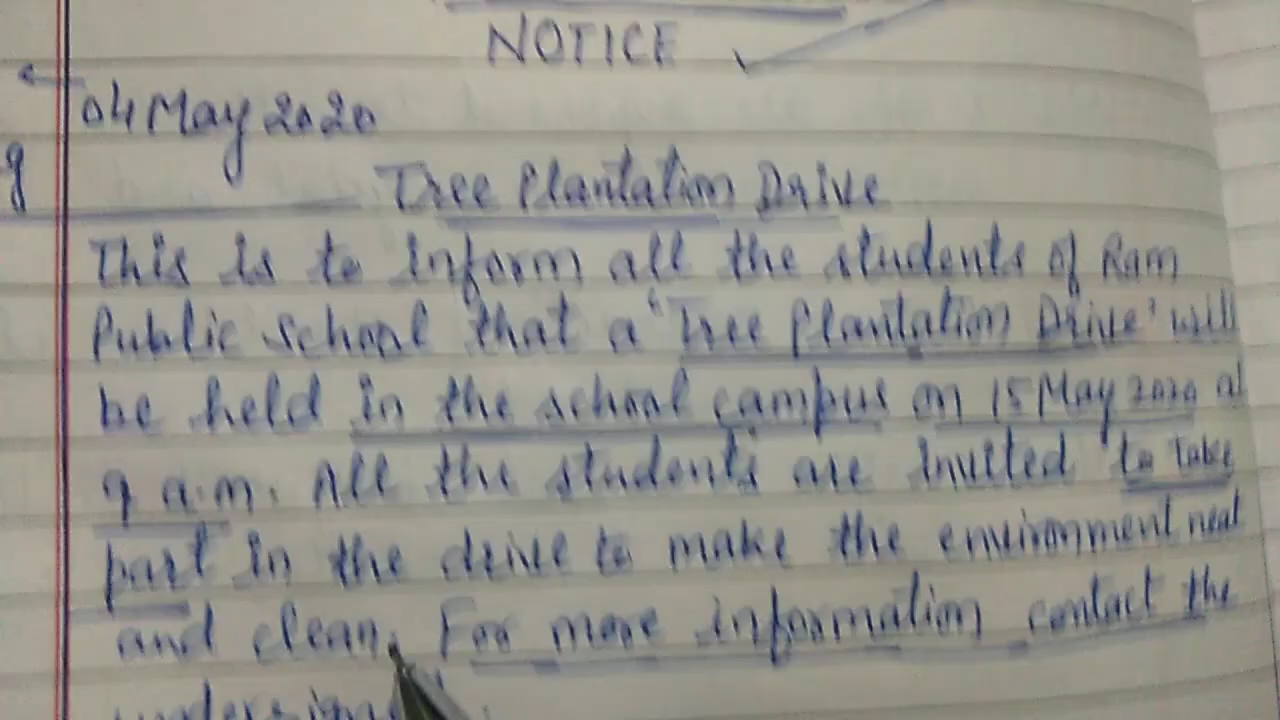 NOTICE
04 May 2020
g
Tree Plantation Drive
This is to inform all the students of Ram
Public School that a 'Tree Plantation Drive' will
be held in the school campus on 15 May 2020 at
9 a.m. All the students are invited to take
part in the drive to make the environment neat
and clean. For more information contact the